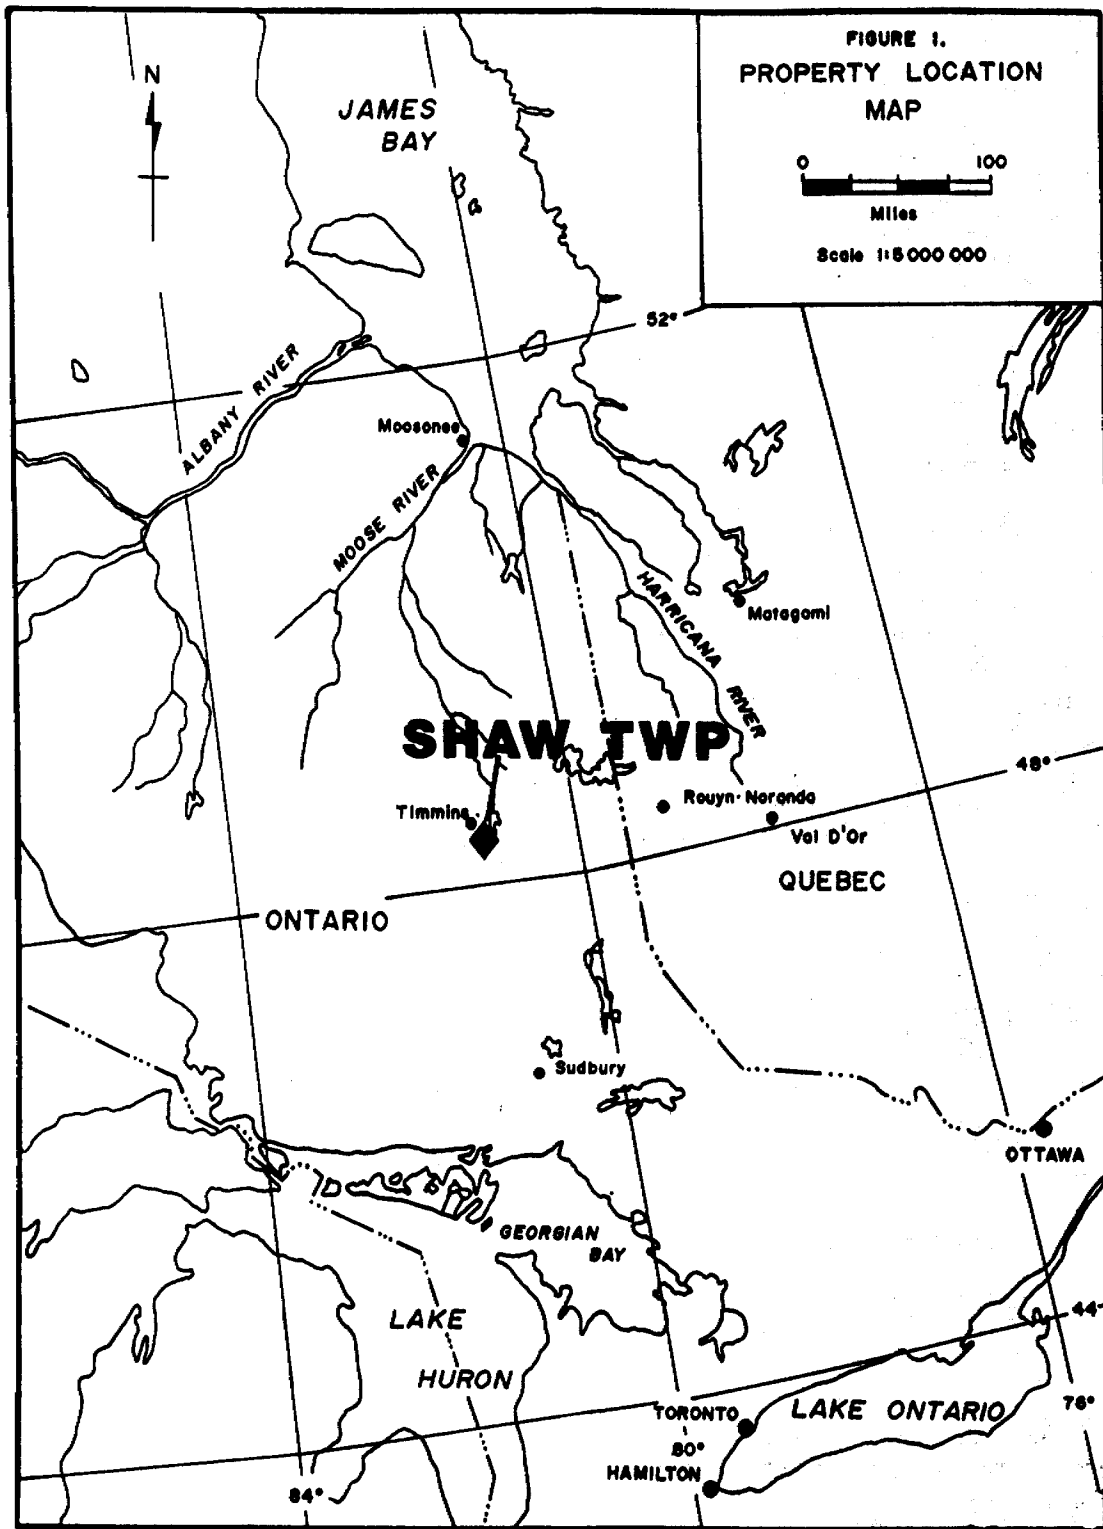 FIGURE 1.
PROPERTY LOCATION
MAP
0 100
Miles
Scale 1:5 000 000
N
JAMES
BAY
52°
ALBANY RIVER
Moosonee
MOOSE RIVER
HARRICANA RIVER
Matagami
SHAW TWP
48°
Timmins
Rouyn-Noranda
Val D'Or
QUEBEC
ONTARIO
Sudbury
OTTAWA
GEORGIAN
BAY
LAKE
HURON
44°
76°
TORONTO
LAKE ONTARIO
80°
HAMILTON
84°